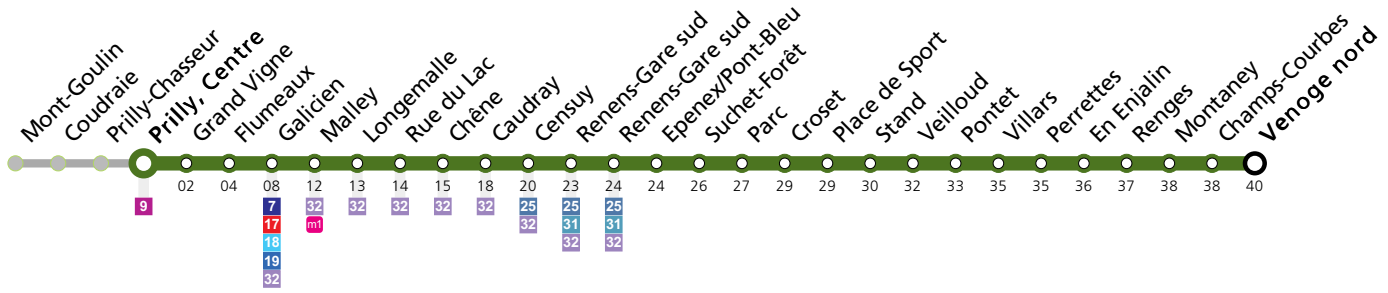 Mont-Goulin
Coudraie
Prilly-Chasseur
Prilly, Centre
Grand Vigne
Flumeaux
Galicien
Malley
Longemalle
Rue du Lac
Chêne
Caudray
Censuy
Renens-Gare sud
Renens-Gare sud
Epenex/Pont-Bleu
Suchet-Forêt
Parc
Croset
Place de Sport
Stand
Veilloud
Pontet
Villars
Perrettes
En Enjalin
Renges
Montaney
Champs-Courbes
Venoge nord
02 04 08 12 13 14 15 18 20 23 24 24 26 27 29 29 30 32 33 35 35 36 37 38 38 40
9 7 32 32 32 32 32 25 25 25
17 m1 32 31 31
18 32 32
19
32